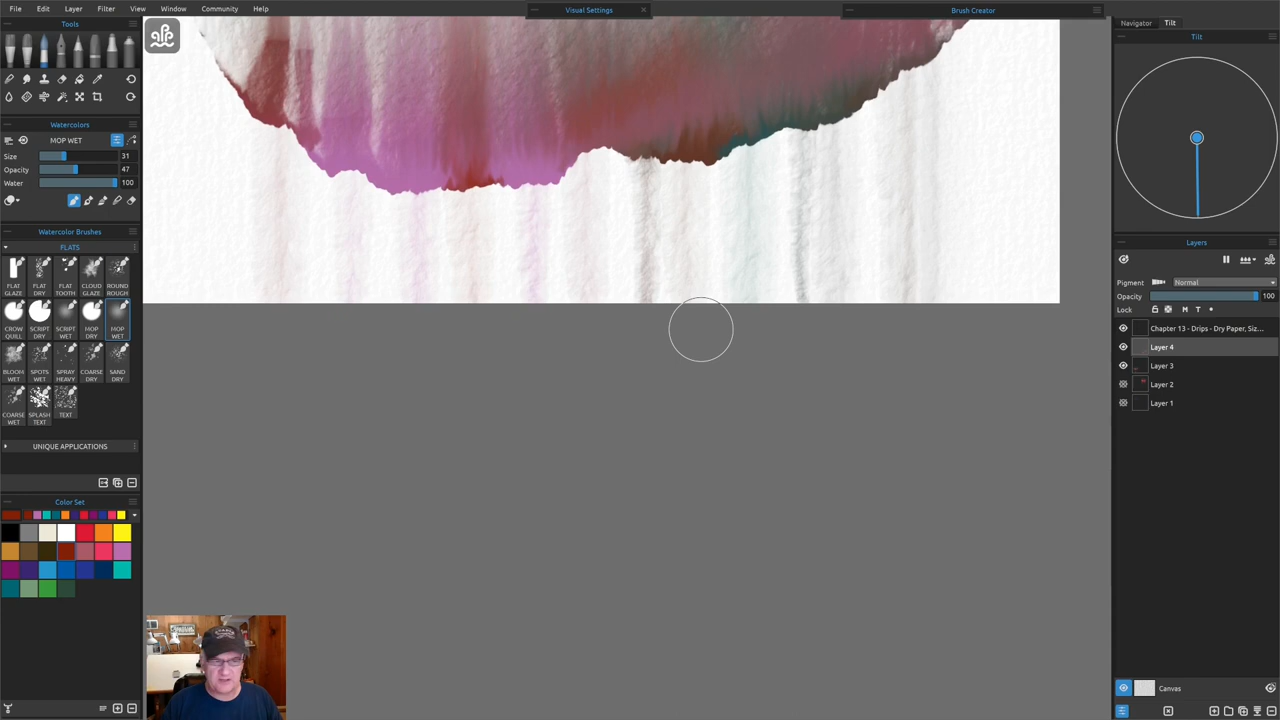 File Edit Layer Filter View Window Community Help
Visual Settings
Brush Creator
Tools
Navigator Tilt
Tilt
Watercolors
MOP WET
Size 31
Opacity 47
Water 100
Watercolor Brushes
FLATS
FLAT GLAZE
FLAT DRY
FLAT TOOTH
CLOUD GLAZE
ROUND ROUGH
CROW QUILL
SCRIPT DRY
SCRIPT WET
MOP DRY
MOP WET
BLOOM WET
SPOTS WET
SPRAY HEAVY
COARSE DRY
SAND DRY
COARSE WET
SPLASH TEXT
TEXT
UNIQUE APPLICATIONS
Color Set
Layers
Pigment Normal
Opacity 100
Lock M T
Chapter 13 - Drips - Dry Paper, Siz...
Layer 4
Layer 3
Layer 2
Layer 1
Canvas